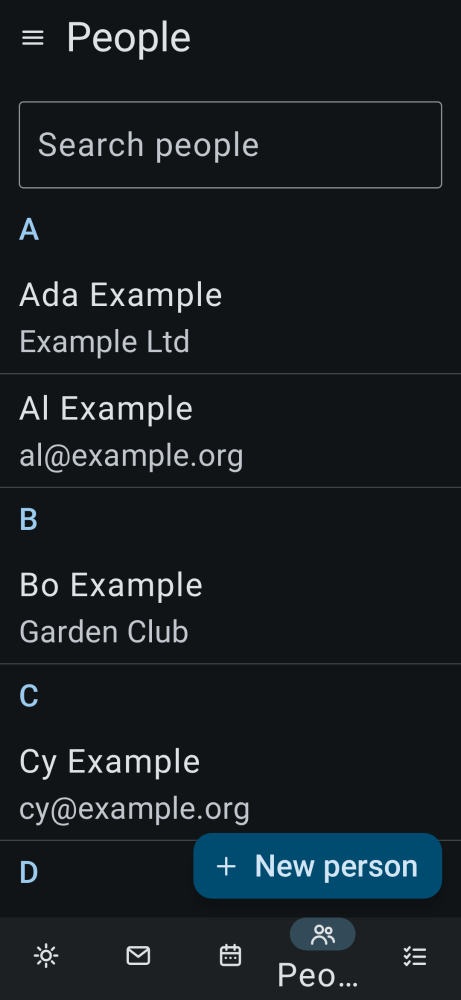 People
Search people
A
Ada Example
Example Ltd
Al Example
al@example.org
B
Bo Example
Garden Club
C
Cy Example
cy@example.org
D
New person
Peo…